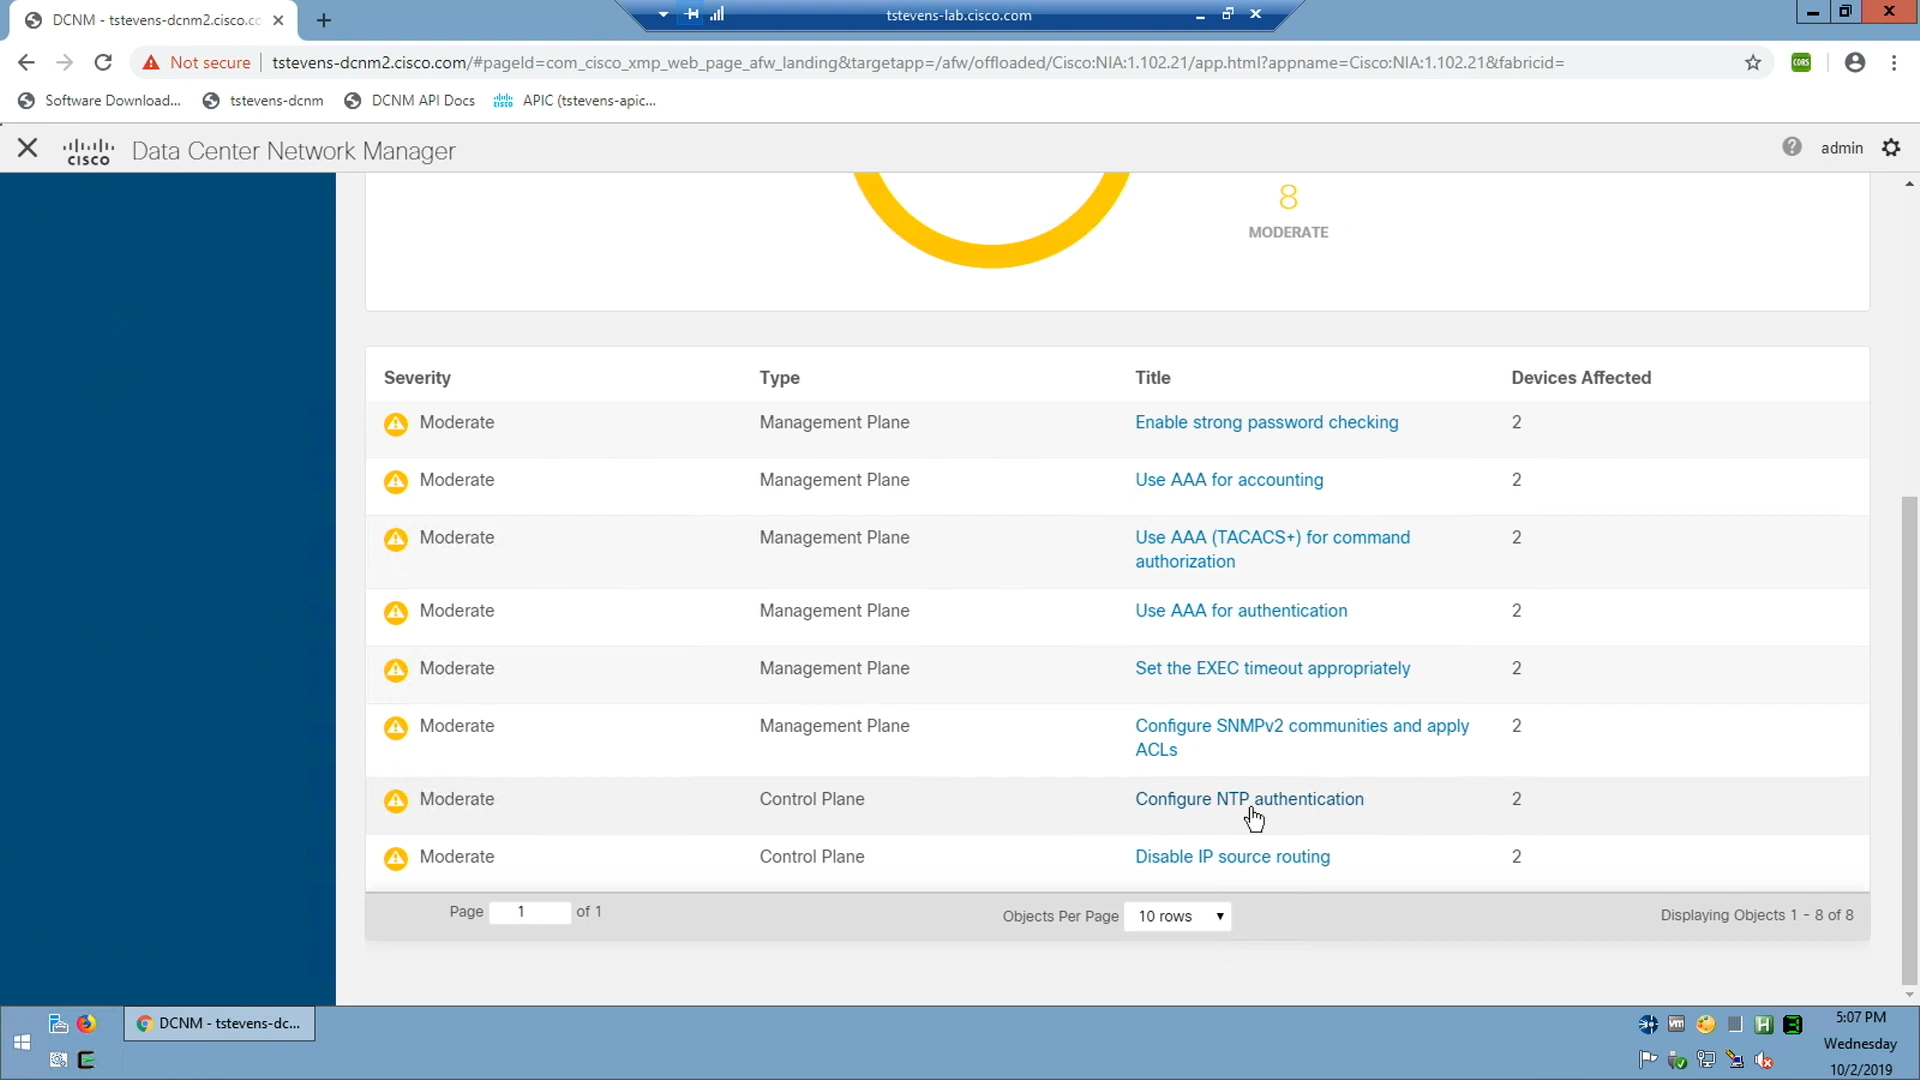 DCNM - tstevens-dcnm2.cisco.co
tstevens-lab.cisco.com
Not secure
tstevens-dcnm2.cisco.com/#pageId=com_cisco_xmp_web_page_afw_landing&targetapp=/afw/offloaded/Cisco:NIA:1.102.21/app.html?appname=Cisco:NIA:1.102.21&fabricid=
CORS
Software Download...
tstevens-dcnm
DCNM API Docs
CISCO
APIC (tstevens-apic...
CISCO
Data Center Network Manager
?
admin
8
MODERATE
Severity Type Title Devices Affected
Moderate Management Plane Enable strong password checking 2
Moderate Management Plane Use AAA for accounting 2
Moderate Management Plane Use AAA (TACACS+) for command 2
authorization
Moderate Management Plane Use AAA for authentication 2
Moderate Management Plane Set the EXEC timeout appropriately 2
Moderate Management Plane Configure SNMPv2 communities and apply 2
ACLs
Moderate Control Plane Configure NTP authentication 2
Moderate Control Plane Disable IP source routing 2
Page 1 of 1 Objects Per Page 10 rows Displaying Objects 1 - 8 of 8
DCNM - tstevens-dc...
vm
H
5:07 PM
Wednesday
10/2/2019